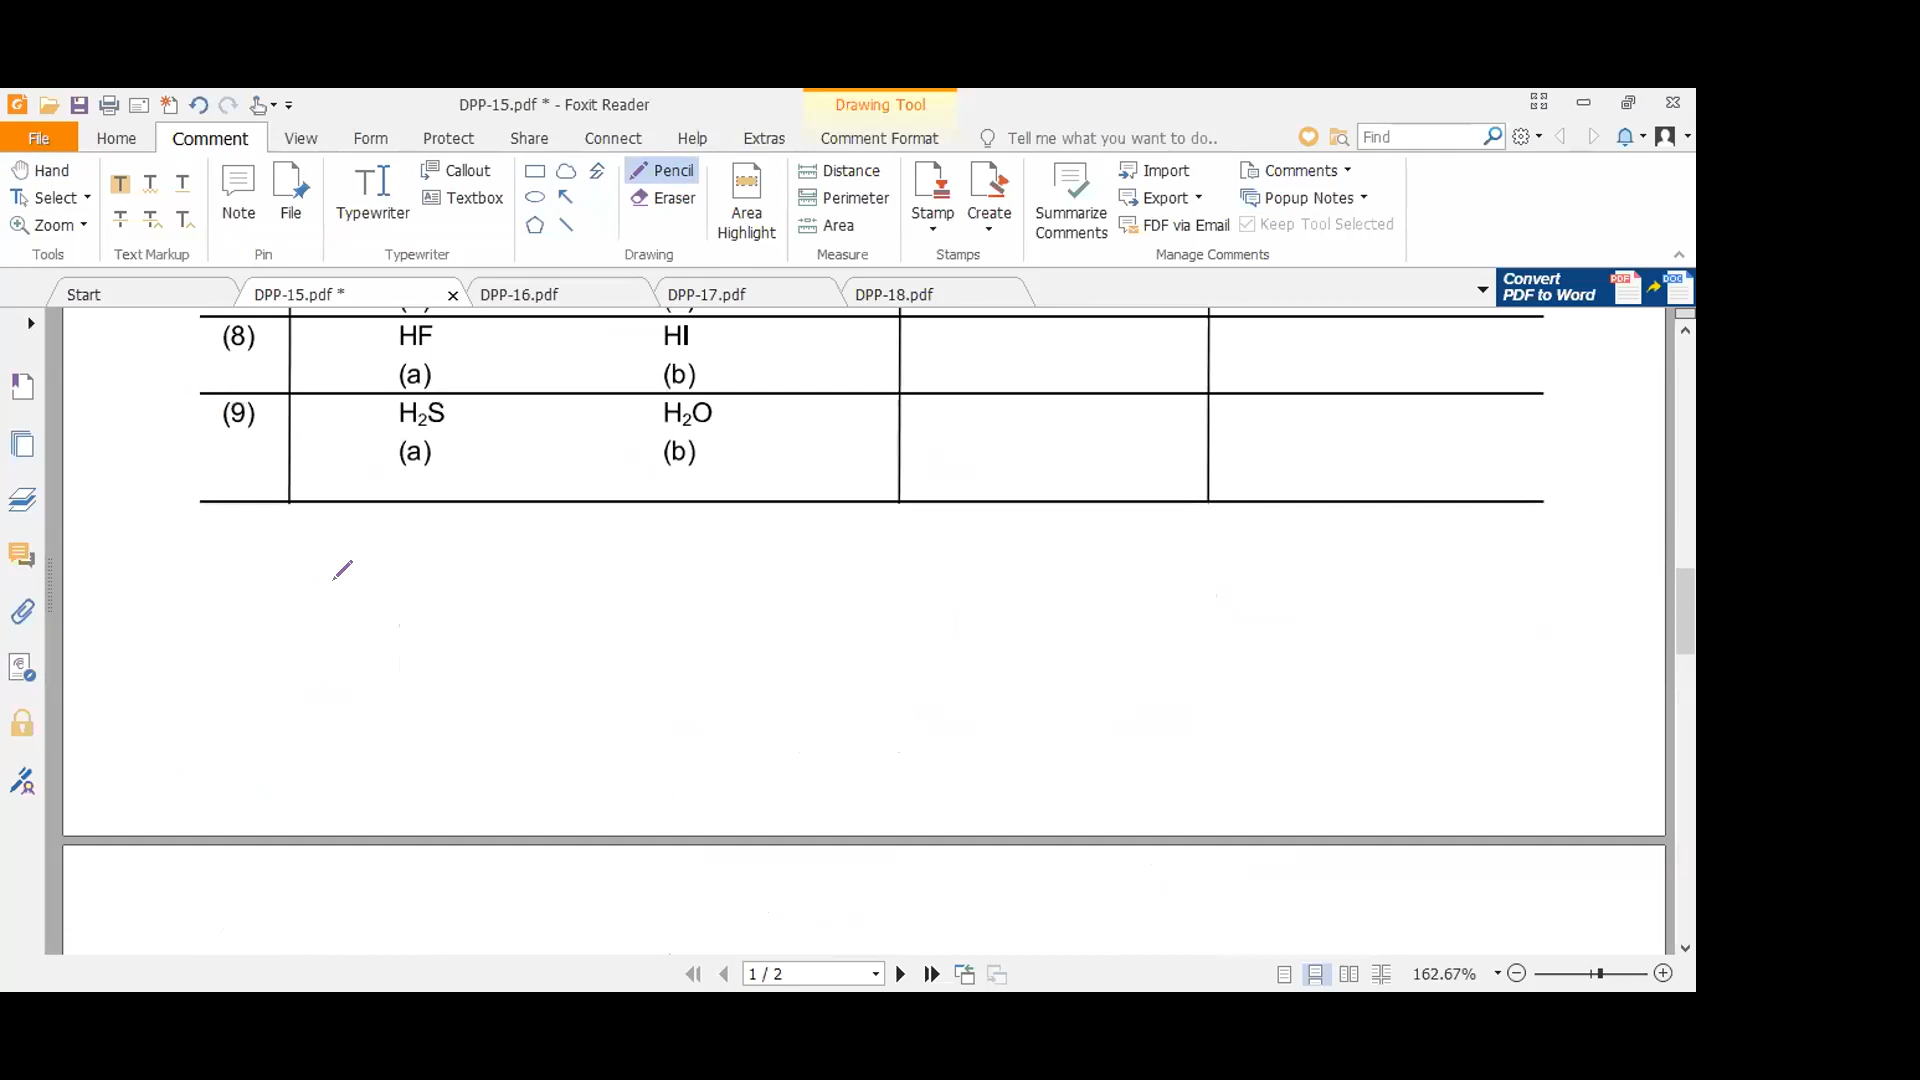 DPP-15.pdf * - Foxit Reader
Drawing Tool
File Home Comment View Form Protect Share Connect Help Extras Comment Format Tell me what you want to do.. Find
Hand
Select
Zoom
Tools
Text Markup
Note
File
Pin
Typewriter
Callout
Textbox
Typewriter
Pencil
Eraser
Drawing
Area
Highlight
Distance
Perimeter
Area
Measure
Stamp
Create
Stamps
Summarize
Comments
Import
Export
FDF via Email
Comments
Popup Notes
Keep Tool Selected
Manage Comments
Start DPP-15.pdf * DPP-16.pdf DPP-17.pdf DPP-18.pdf
Convert
PDF to Word
PDF
DOC
(8) HF HI
(a) (b)
(9) H₂S H₂O
(a) (b)
1 / 2
162.67%